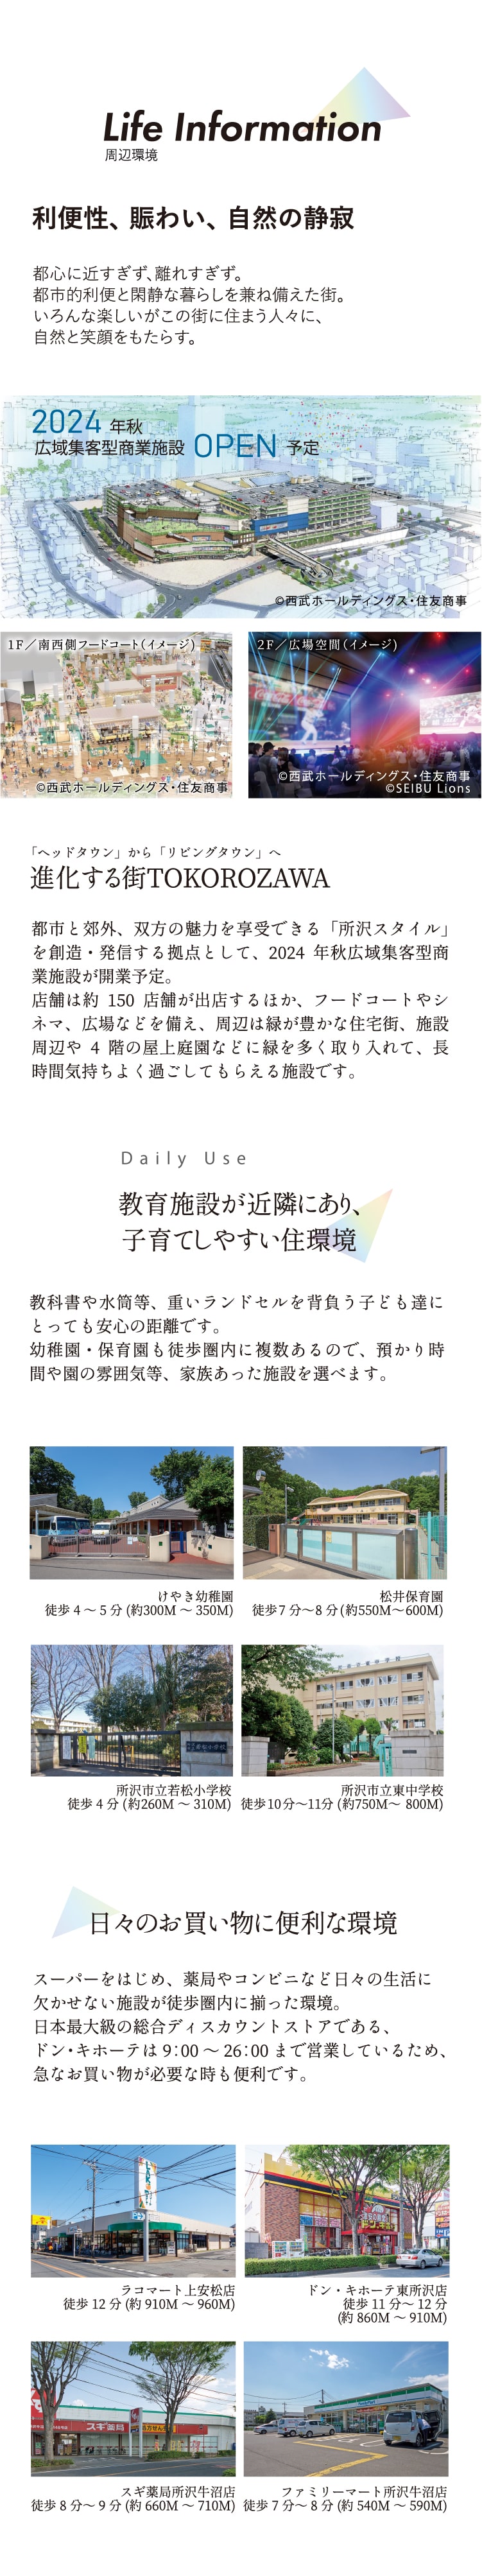 Life Information
周辺環境
利便性、賑わい、自然の静寂
都心に近すぎず、離れすぎず。
都市的利便と閑静な暮らしを兼ね備えた街。
いろんな楽しいがこの街に住まう人々に、
自然と笑顔をもたらす。
2024 年秋
広域集客型商業施設 OPEN 予定
©西武ホールディングス・住友商事
1F／南西側フードコート（イメージ）
©西武ホールディングス・住友商事
2F／広場空間（イメージ）
©西武ホールディングス・住友商事
©SEIBU Lions
「ベッドタウン」から「リビングタウン」へ
進化する街TOKOROZAWA
都市と郊外、双方の魅力を享受できる「所沢スタイル」
を創造・発信する拠点として、2024 年秋広域集客型商
業施設が開業予定。
店舗は約 150 店舗が出店するほか、フードコートやシ
ネマ、広場などを備え、周辺は緑が豊かな住宅街、施設
周辺や 4 階の屋上庭園などに緑を多く取り入れて、長
時間気持ちよく過ごしてもらえる施設です。
Daily Use
教育施設が近隣にあり、
子育てしやすい住環境
教科書や水筒等、重いランドセルを背負う子ども達に
とっても安心の距離です。
幼稚園・保育園も徒歩圏内に複数あるので、預かり時
間や園の雰囲気等、家族あった施設を選べます。
けやき幼稚園
徒歩 4 〜 5 分 (約300M 〜 350M)
松井保育園
徒歩7 分〜8 分(約550M〜600M)
所沢市立若松小学校
徒歩 4 分 (約260M 〜 310M)
所沢市立東中学校
徒歩10分〜11分 (約750M〜 800M)
日々のお買い物に便利な環境
スーパーをはじめ、薬局やコンビニなど日々の生活に
欠かせない施設が徒歩圏内に揃った環境。
日本最大級の総合ディスカウントストアである、
ドン・キホーテは 9：00 〜 26：00 まで営業しているため、
急なお買い物が必要な時も便利です。
ラコマート上安松店
徒歩 12 分 (約 910M 〜 960M)
ドン・キホーテ東所沢店
徒歩 11 分〜 12 分
(約 860M 〜 910M)
スギ薬局
スギ薬局所沢牛沼店
徒歩 8 分〜 9 分 (約 660M 〜 710M)
ファミリーマート所沢牛沼店
徒歩 7 分〜 8 分 (約 540M 〜 590M)